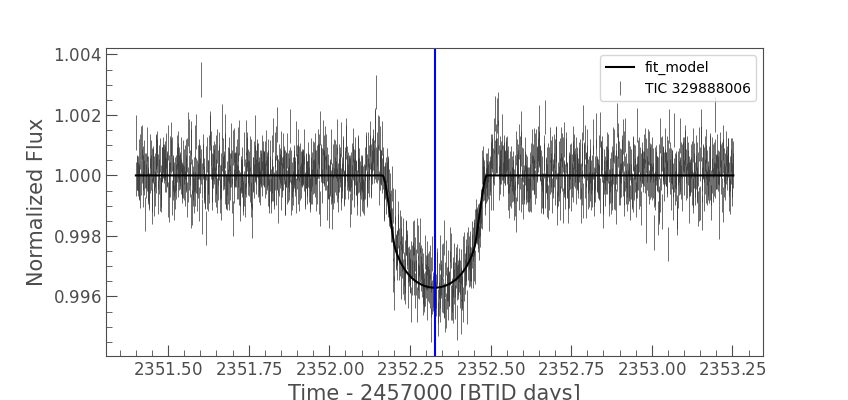 1.004
1.002
1.000
0.998
0.996
Normalized Flux
fit_model
TIC 329888006
2351.50 2351.75 2352.00 2352.25 2352.50 2352.75 2353.00 2353.25
Time - 2457000 [BTJD days]